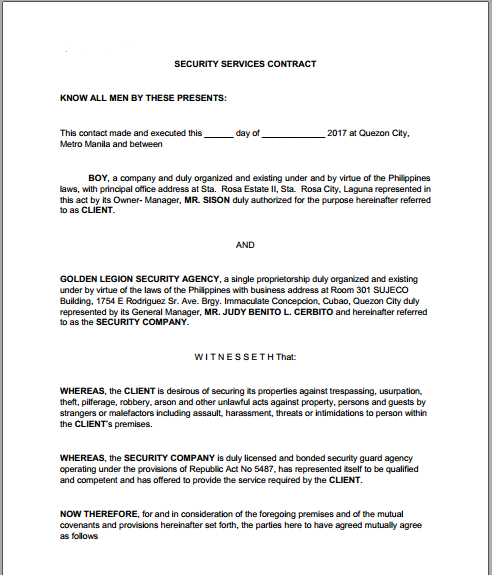 SECURITY SERVICES CONTRACT
KNOW ALL MEN BY THESE PRESENTS:
This contact made and executed this ______ day of _____________ 2017 at Quezon City,
Metro Manila and between
BOY, a company and duly organized and existing under and by virtue of the Philippines
laws, with principal office address at Sta. Rosa Estate II, Sta. Rosa City, Laguna represented in
this act by its Owner- Manager, MR. SISON duly authorized for the purpose hereinafter referred
to as CLIENT.
AND
GOLDEN LEGION SECURITY AGENCY, a single proprietorship duly organized and existing
under by virtue of the laws of the Philippines with business address at Room 301 SUJECO
Building, 1754 E Rodriguez Sr. Ave. Brgy. Immaculate Concepcion, Cubao, Quezon City duly
represented by its General Manager, MR. JUDY BENITO L. CERBITO and hereinafter referred
to as the SECURITY COMPANY.
W I T N E S S E T H That:
WHEREAS, the CLIENT is desirous of securing its properties against trespassing, usurpation,
theft, pilferage, robbery, arson and other unlawful acts against property, persons and guests by
strangers or malefactors including assault, harassment, threats or intimidations to person within
the CLIENT's premises.
WHEREAS, the SECURITY COMPANY is duly licensed and bonded security guard agency
operating under the provisions of Republic Act No 5487, has represented itself to be qualified
and competent and has offered to provide the service required by the CLIENT.
NOW THEREFORE, for and in consideration of the foregoing premises and of the mutual
covenants and provisions hereinafter set forth, the parties here to have agreed mutually agree
as follows